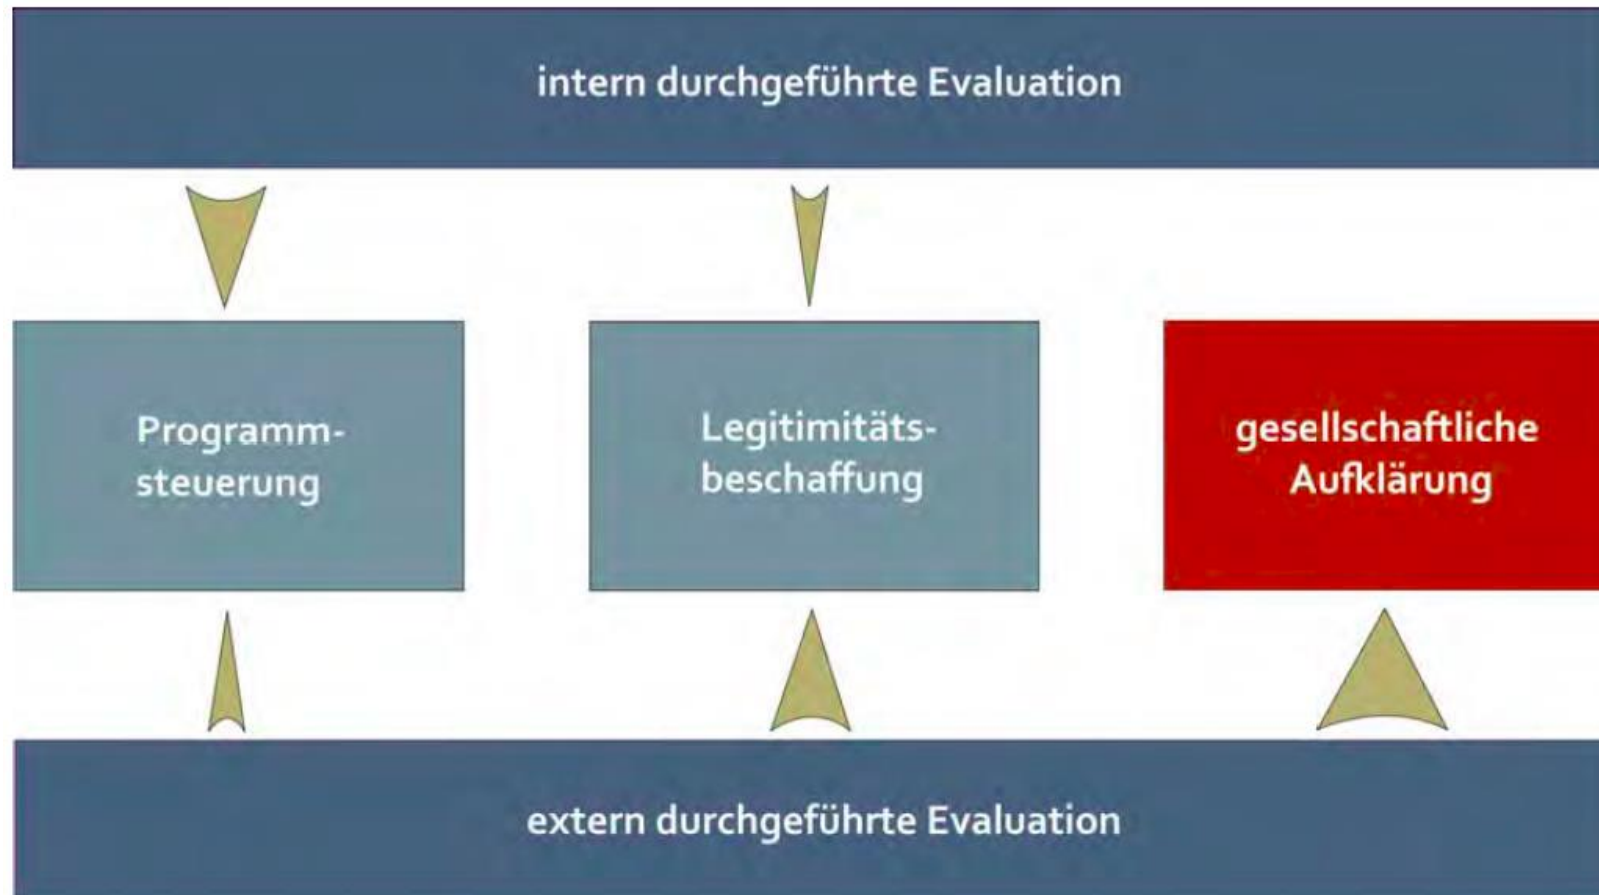 intern durchgeführte Evaluation
Programm-
steuerung
Legitimitäts-
beschaffung
gesellschaftliche
Aufklärung
extern durchgeführte Evaluation